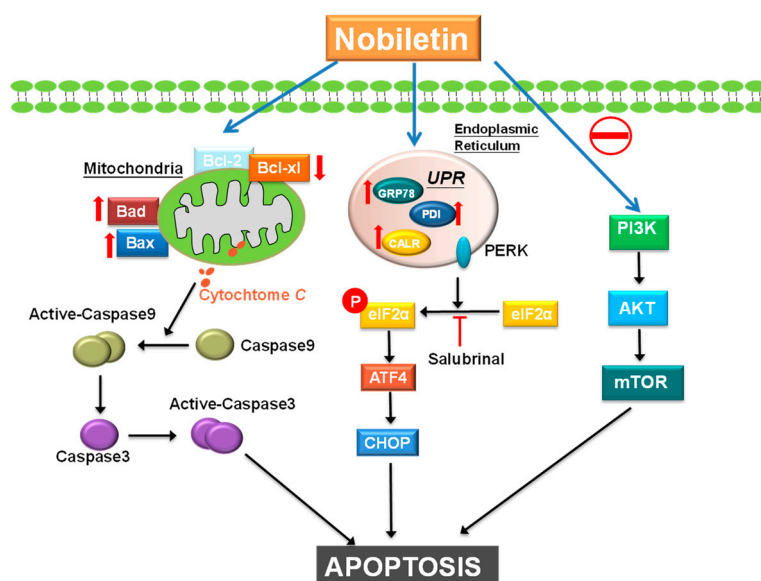 Nobiletin
Endoplasmic
Reticulum
Mitochondria
Bcl-2
Bcl-xl
UPR
GRP78
PDI
CALR
Bad
Bax
PERK
PI3K
Cytochtome C
Active-Caspase9
Caspase9
P
eIF2α
eIF2α
AKT
Salubrinal
ATF4
mTOR
Active-Caspase3
Caspase3
CHOP
APOPTOSIS